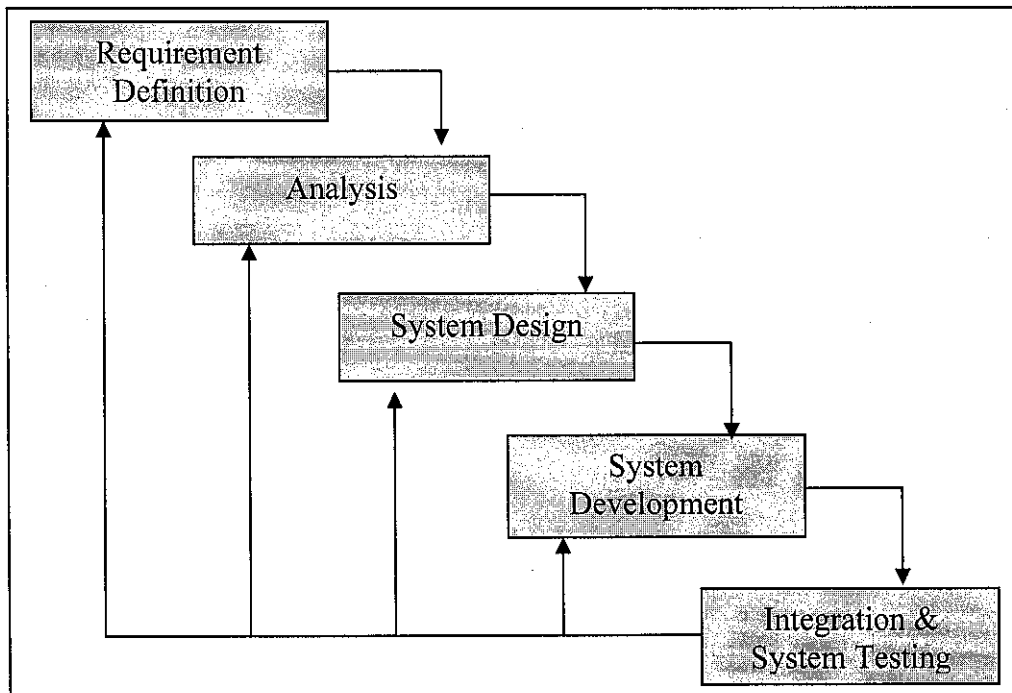 Requirement
Definition
Analysis
System Design
System
Development
Integration &
System Testing